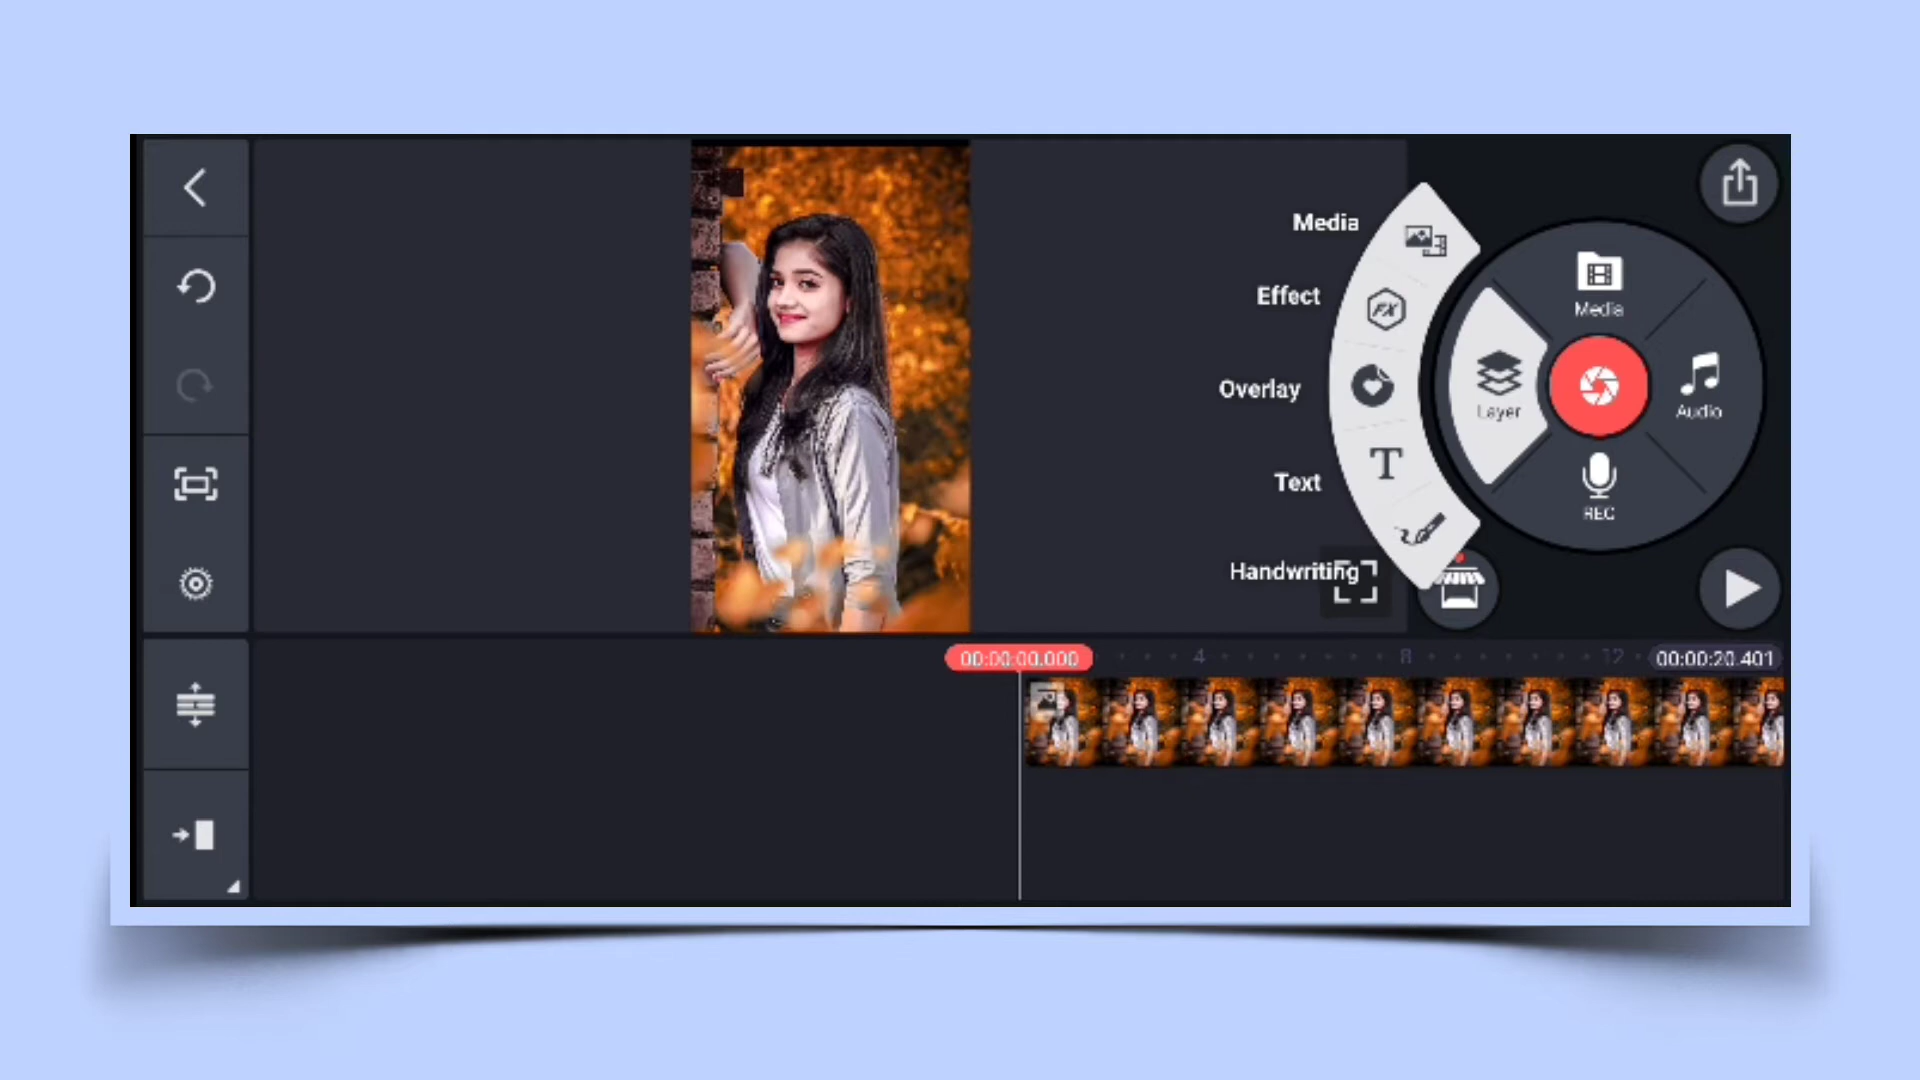 Media
Effect
Overlay
Text
Handwriting
Media
Layer
Audio
REC
FX
T
00:00:00.000
4
8
12
00:00:20.401